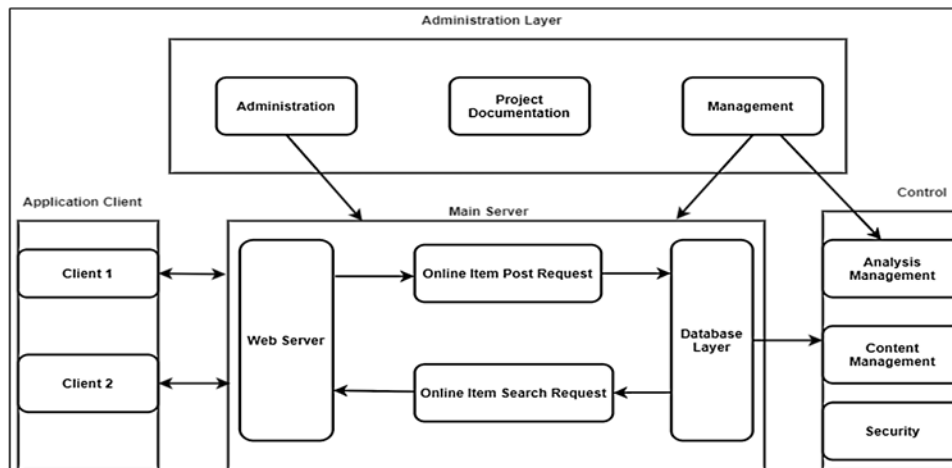 Administration Layer
Administration
Project
Documentation
Management
Application Client
Main Server
Control
Client 1
Online Item Post Request
Analysis
Management
Web Server
Database
Layer
Content
Management
Client 2
Online Item Search Request
Security